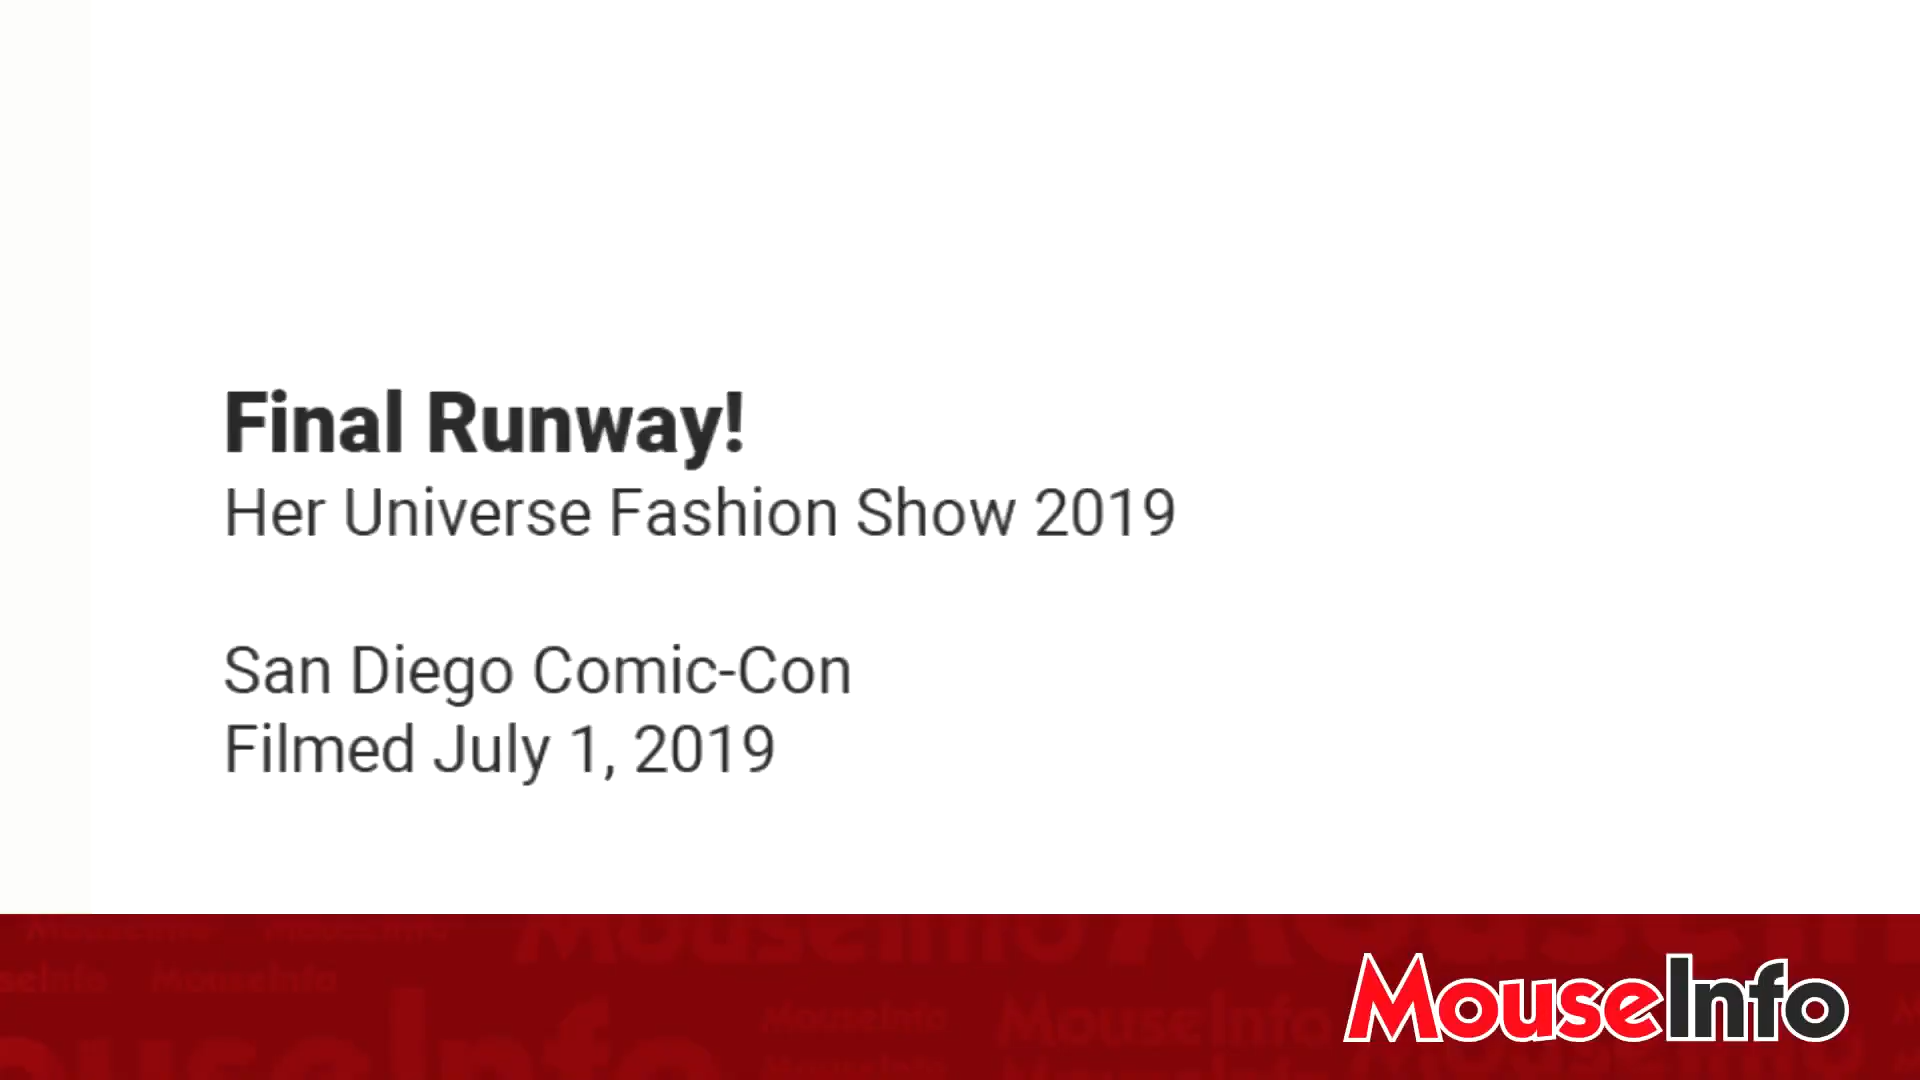 Final Runway!
Her Universe Fashion Show 2019
San Diego Comic-Con
Filmed July 1, 2019
MouseInfo